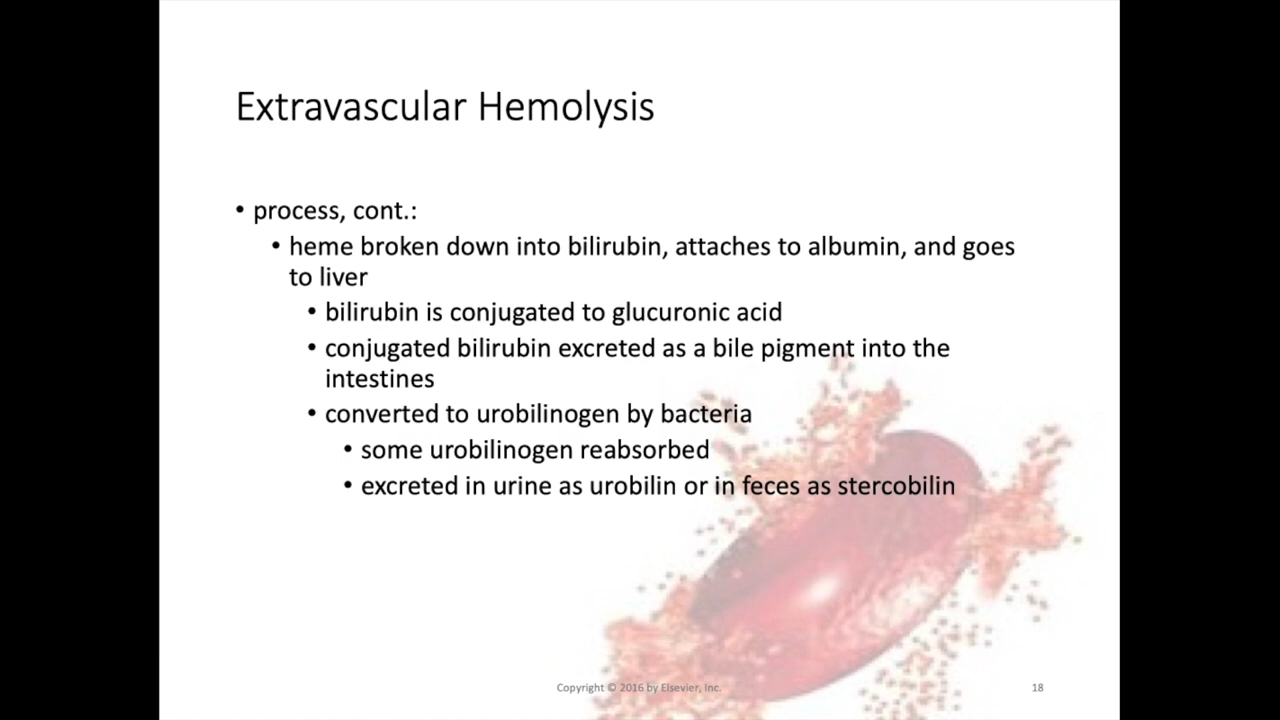 Extravascular Hemolysis
• process, cont.:
• heme broken down into bilirubin, attaches to albumin, and goes
to liver
• bilirubin is conjugated to glucuronic acid
• conjugated bilirubin excreted as a bile pigment into the
intestines
• converted to urobilinogen by bacteria
• some urobilinogen reabsorbed
• excreted in urine as urobilin or in feces as stercobilin
Copyright © 2016 by Elsevier, Inc.
18